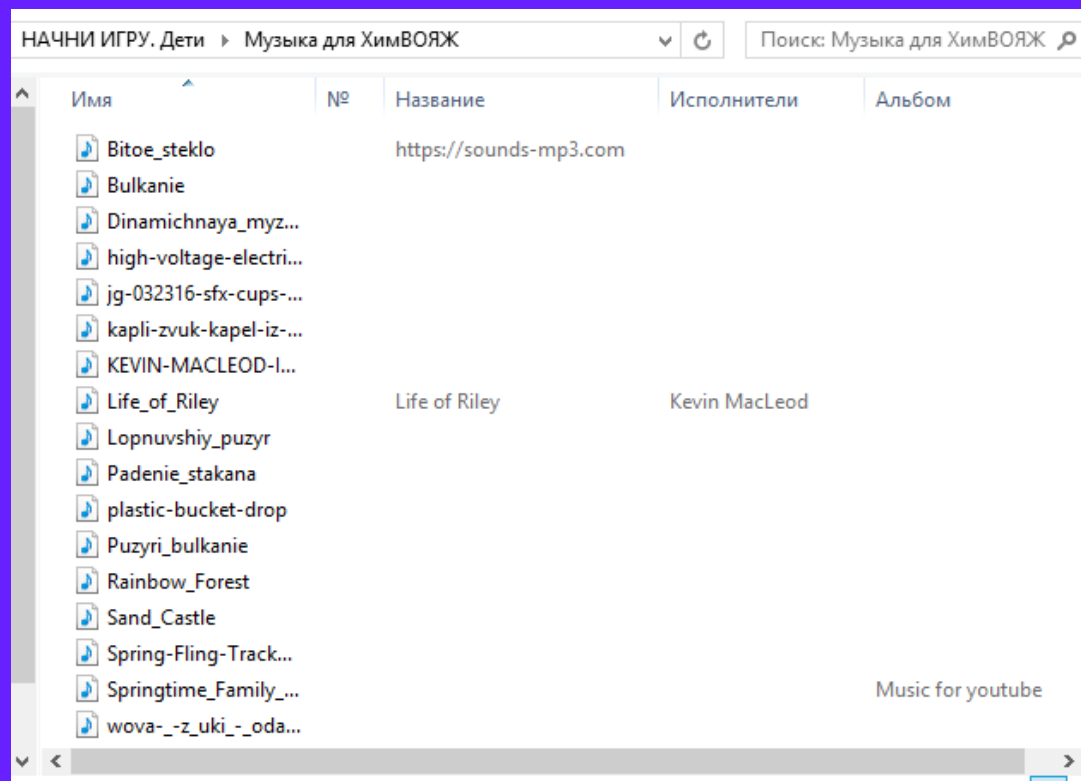 НАЧНИ ИГРУ. Дети ▸ Музыка для ХимВОЯЖ Поиск: Музыка для ХимВОЯЖ
Имя № Название Исполнители Альбом
Bitoe_steklo https://sounds-mp3.com
Bulkanie
Dinamichnaya_myz...
high-voltage-electri...
jg-032316-sfx-cups-...
kapli-zvuk-kapel-iz-...
KEVIN-MACLEOD-I...
Life_of_Riley Life of Riley Kevin MacLeod
Lopnuvshiy_puzyr
Padenie_stakana
plastic-bucket-drop
Puzyri_bulkanie
Rainbow_Forest
Sand_Castle
Spring-Fling-Track...
Springtime_Family_... Music for youtube
wova-_-z_uki_-_oda...